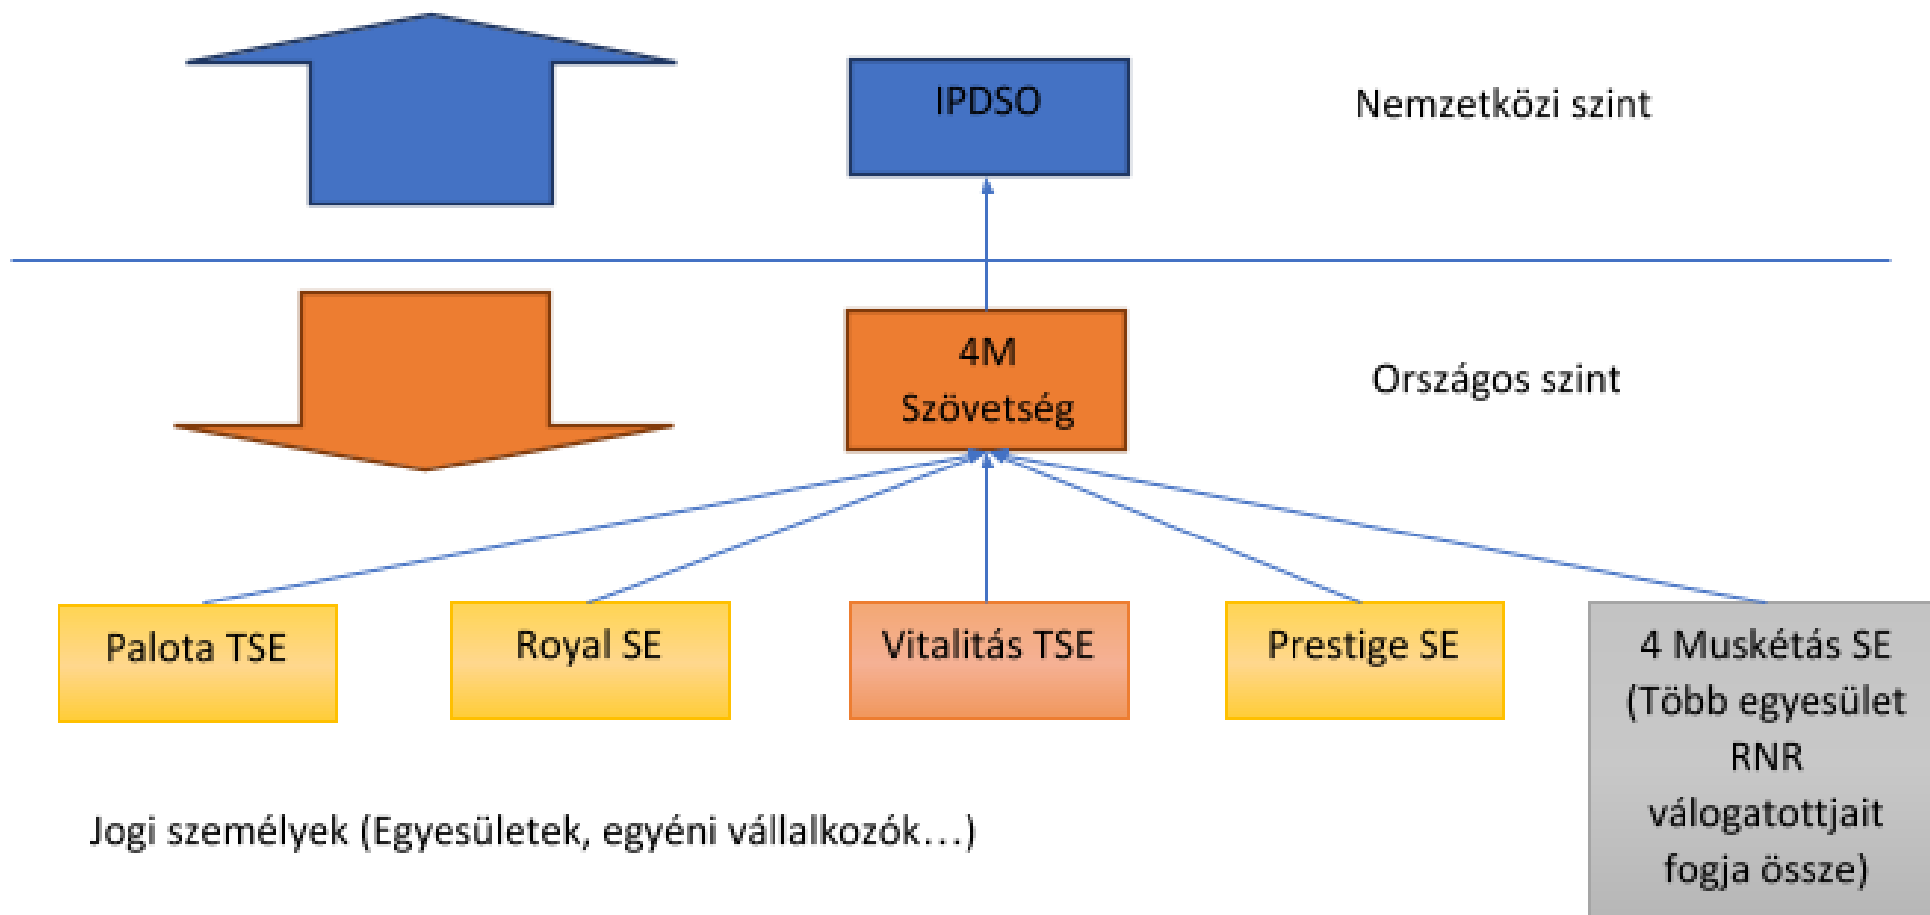 IPDSO
Nemzetközi szint
4M
Szövetség
Országos szint
Palota TSE
Royal SE
Vitalitás TSE
Prestige SE
4 Muskétás SE
(Több egyesület
RNR
válogatottjait
fogja össze)
Jogi személyek (Egyesületek, egyéni vállalkozók…)